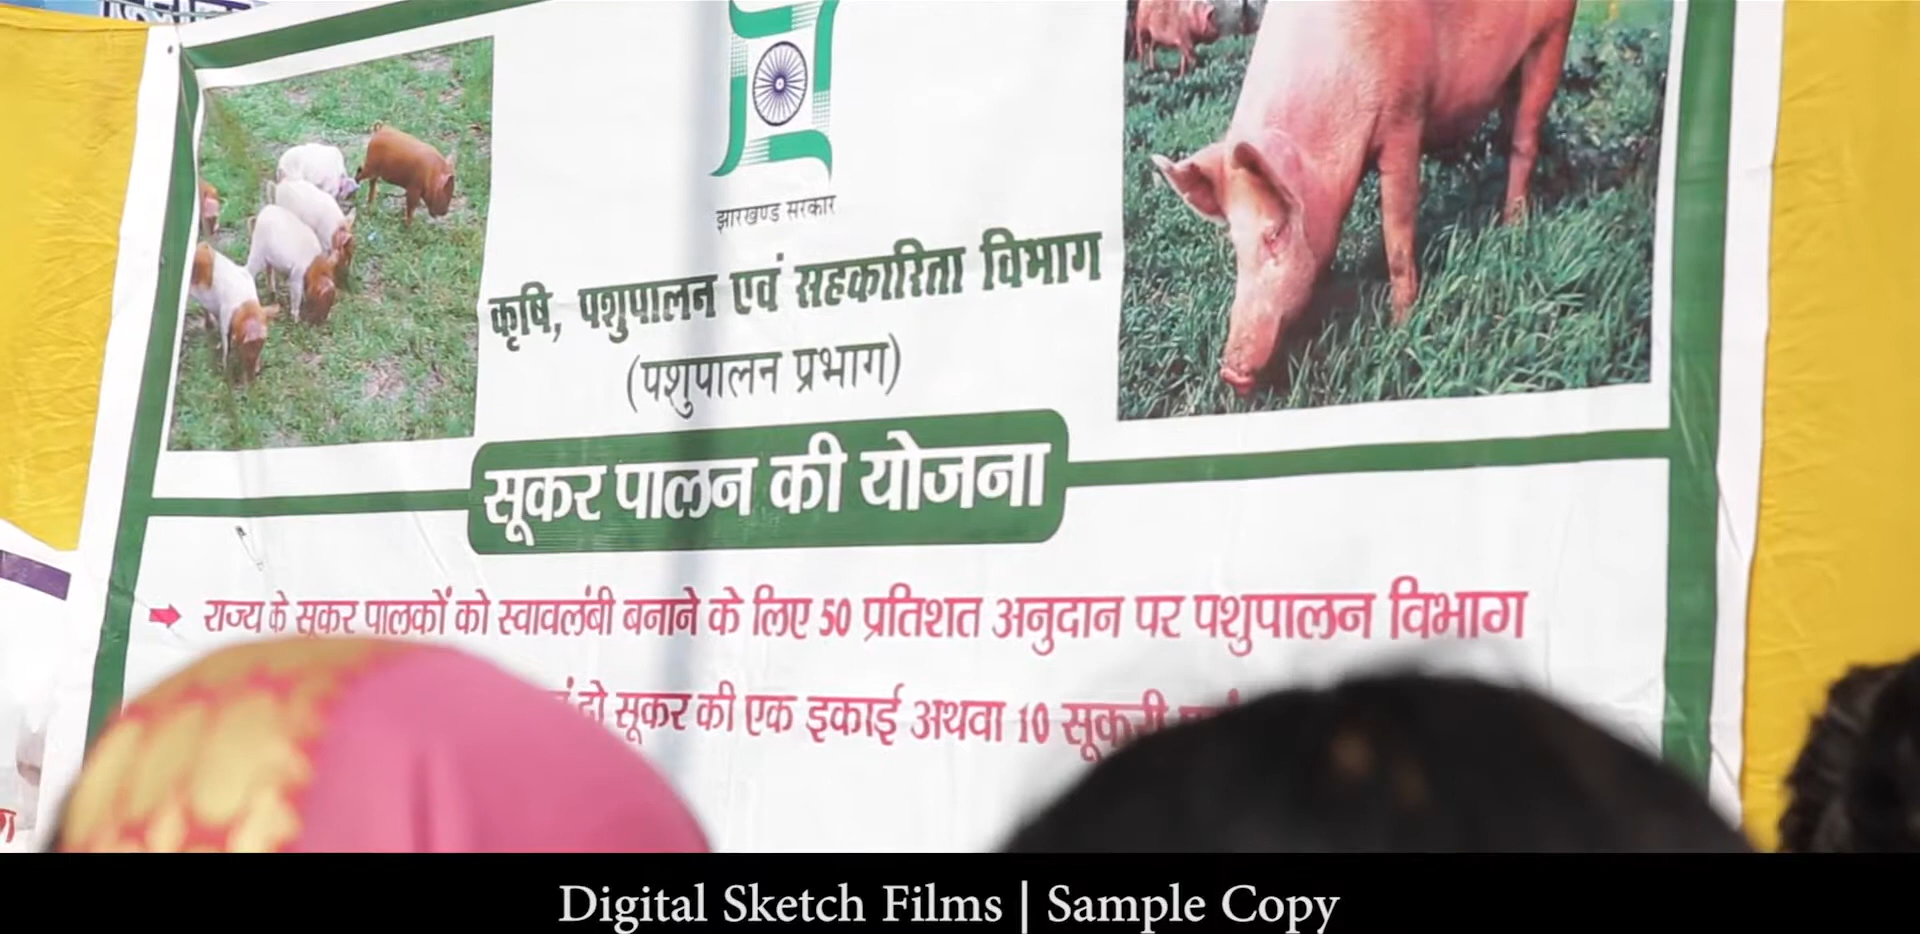 झारखण्ड सरकार
कृषि, पशुपालन एवं सहकारिता विभाग
(पशुपालन प्रभाग)
सूकर पालन की योजना
राज्य के सूकर पालकों को स्वावलंबी बनाने के लिए 50 प्रतिशत अनुदान पर पशुपालन विभाग
दो सूकर की एक इकाई अथवा 10 सूकरी
Digital Sketch Films | Sample Copy